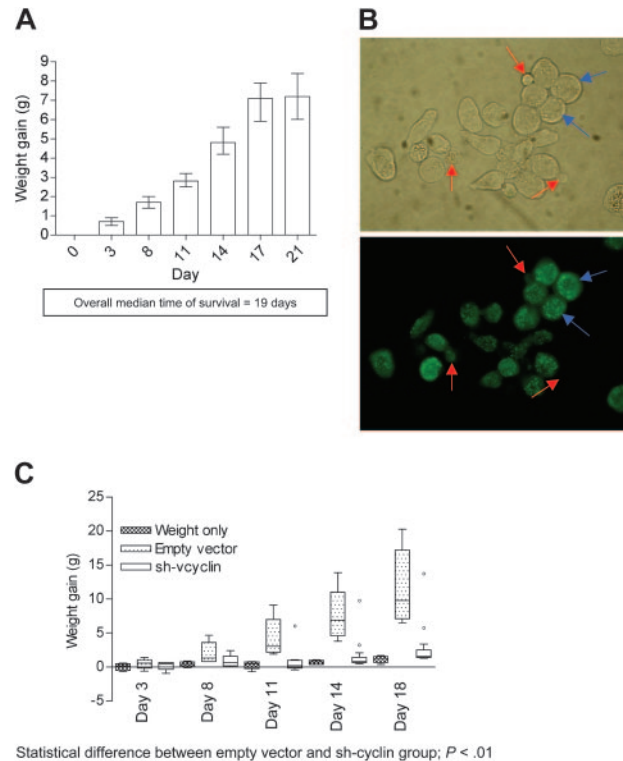 A
9
8
7
6
5
4
3
2
1
0
Weight gain (g)
0 3 8 11 14 17 21
Day
Overall median time of survival = 19 days
B
C
25
20
15
10
5
0
-5
Weight gain (g)
Weight only
Empty vector
sh-vcyclin
Day 3 Day 8 Day 11 Day 14 Day 18
Statistical difference between empty vector and sh-cyclin group; P < .01